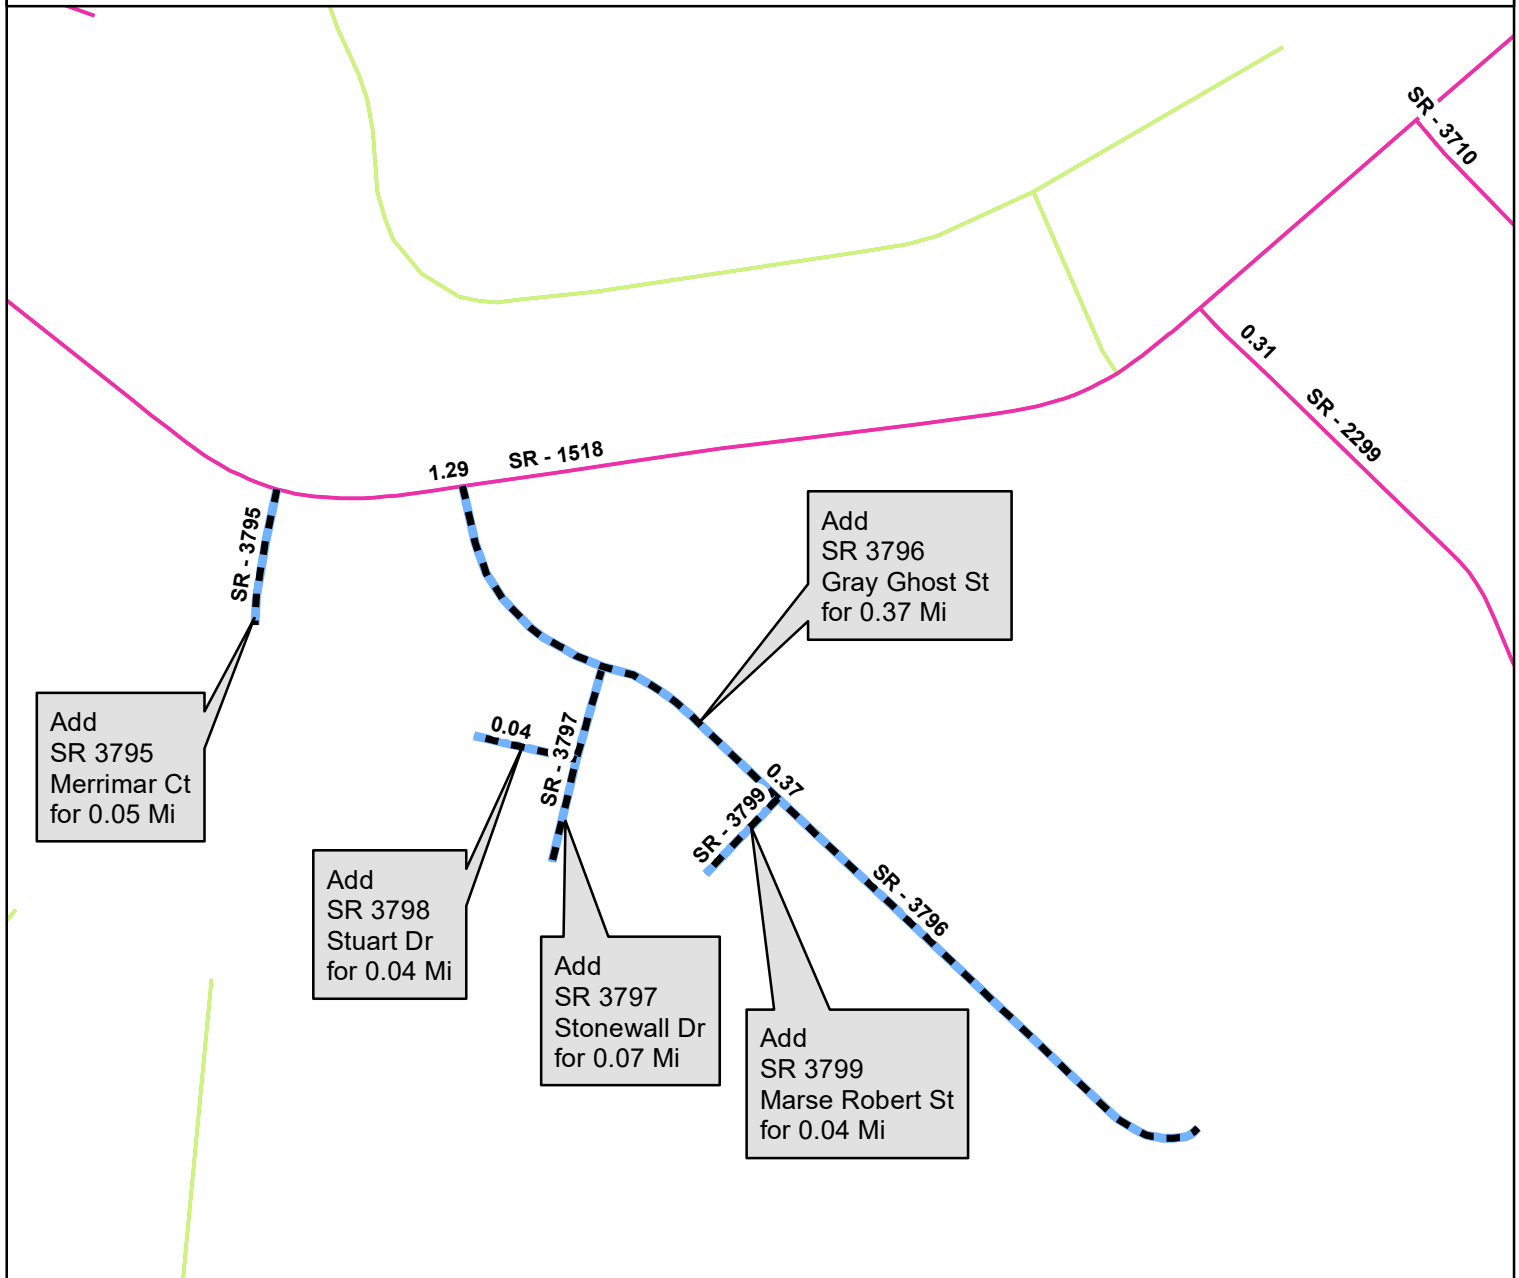 SR - 3710
0.31
SR - 2299
1.29
SR - 1518
SR - 3795
Add
SR 3796
Gray Ghost St
for 0.37 Mi
Add
SR 3795
Merrimar Ct
for 0.05 Mi
0.04
SR - 3797
0.37
SR - 3799
SR - 3796
Add
SR 3798
Stuart Dr
for 0.04 Mi
Add
SR 3797
Stonewall Dr
for 0.07 Mi
Add
SR 3799
Marse Robert St
for 0.04 Mi